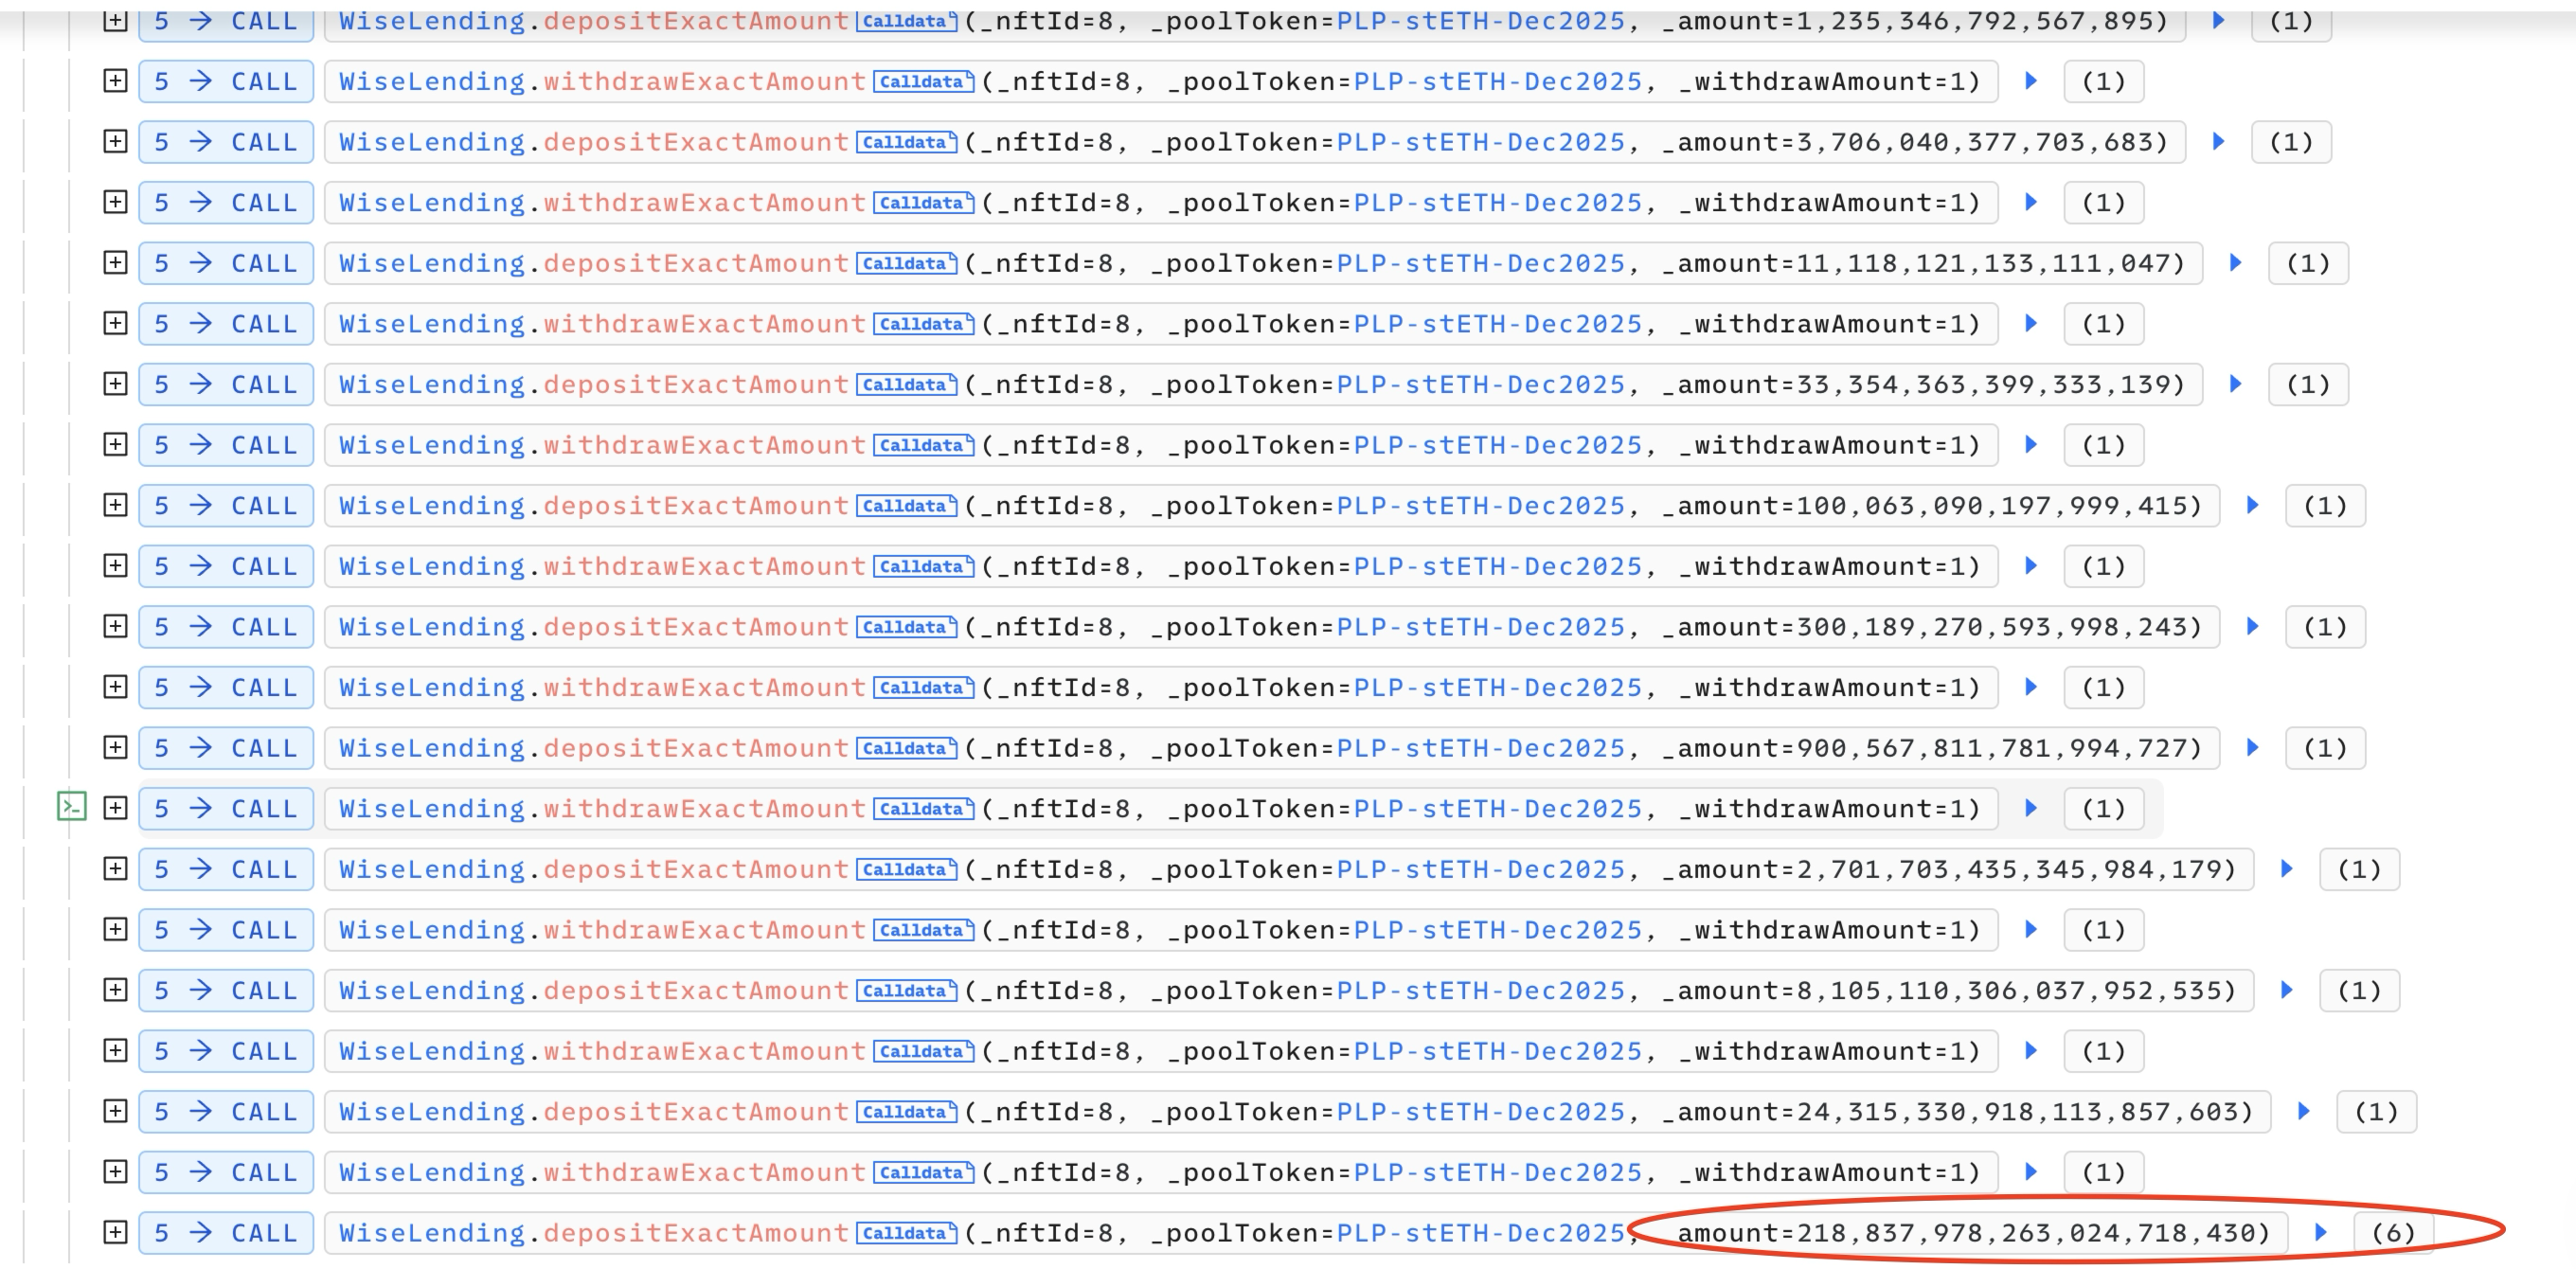 5 → CALL WiseLending.depositExactAmount Calldata (_nftId=8, _poolToken=PLP-stETH-Dec2025, _amount=1,235,346,792,567,895) ▶ (1)
5 → CALL WiseLending.withdrawExactAmount Calldata (_nftId=8, _poolToken=PLP-stETH-Dec2025, _withdrawAmount=1) ▶ (1)
5 → CALL WiseLending.depositExactAmount Calldata (_nftId=8, _poolToken=PLP-stETH-Dec2025, _amount=3,706,040,377,703,683) ▶ (1)
5 → CALL WiseLending.withdrawExactAmount Calldata (_nftId=8, _poolToken=PLP-stETH-Dec2025, _withdrawAmount=1) ▶ (1)
5 → CALL WiseLending.depositExactAmount Calldata (_nftId=8, _poolToken=PLP-stETH-Dec2025, _amount=11,118,121,133,111,047) ▶ (1)
5 → CALL WiseLending.withdrawExactAmount Calldata (_nftId=8, _poolToken=PLP-stETH-Dec2025, _withdrawAmount=1) ▶ (1)
5 → CALL WiseLending.depositExactAmount Calldata (_nftId=8, _poolToken=PLP-stETH-Dec2025, _amount=33,354,363,399,333,139) ▶ (1)
5 → CALL WiseLending.withdrawExactAmount Calldata (_nftId=8, _poolToken=PLP-stETH-Dec2025, _withdrawAmount=1) ▶ (1)
5 → CALL WiseLending.depositExactAmount Calldata (_nftId=8, _poolToken=PLP-stETH-Dec2025, _amount=100,063,090,197,999,415) ▶ (1)
5 → CALL WiseLending.withdrawExactAmount Calldata (_nftId=8, _poolToken=PLP-stETH-Dec2025, _withdrawAmount=1) ▶ (1)
5 → CALL WiseLending.depositExactAmount Calldata (_nftId=8, _poolToken=PLP-stETH-Dec2025, _amount=300,189,270,593,998,243) ▶ (1)
5 → CALL WiseLending.withdrawExactAmount Calldata (_nftId=8, _poolToken=PLP-stETH-Dec2025, _withdrawAmount=1) ▶ (1)
5 → CALL WiseLending.depositExactAmount Calldata (_nftId=8, _poolToken=PLP-stETH-Dec2025, _amount=900,567,811,781,994,727) ▶ (1)
5 → CALL WiseLending.withdrawExactAmount Calldata (_nftId=8, _poolToken=PLP-stETH-Dec2025, _withdrawAmount=1) ▶ (1)
5 → CALL WiseLending.depositExactAmount Calldata (_nftId=8, _poolToken=PLP-stETH-Dec2025, _amount=2,701,703,435,345,984,179) ▶ (1)
5 → CALL WiseLending.withdrawExactAmount Calldata (_nftId=8, _poolToken=PLP-stETH-Dec2025, _withdrawAmount=1) ▶ (1)
5 → CALL WiseLending.depositExactAmount Calldata (_nftId=8, _poolToken=PLP-stETH-Dec2025, _amount=8,105,110,306,037,952,535) ▶ (1)
5 → CALL WiseLending.withdrawExactAmount Calldata (_nftId=8, _poolToken=PLP-stETH-Dec2025, _withdrawAmount=1) ▶ (1)
5 → CALL WiseLending.depositExactAmount Calldata (_nftId=8, _poolToken=PLP-stETH-Dec2025, _amount=24,315,330,918,113,857,603) ▶ (1)
5 → CALL WiseLending.withdrawExactAmount Calldata (_nftId=8, _poolToken=PLP-stETH-Dec2025, _withdrawAmount=1) ▶ (1)
5 → CALL WiseLending.depositExactAmount Calldata (_nftId=8, _poolToken=PLP-stETH-Dec2025, amount=218,837,978,263,024,718,430) ▶ (6)